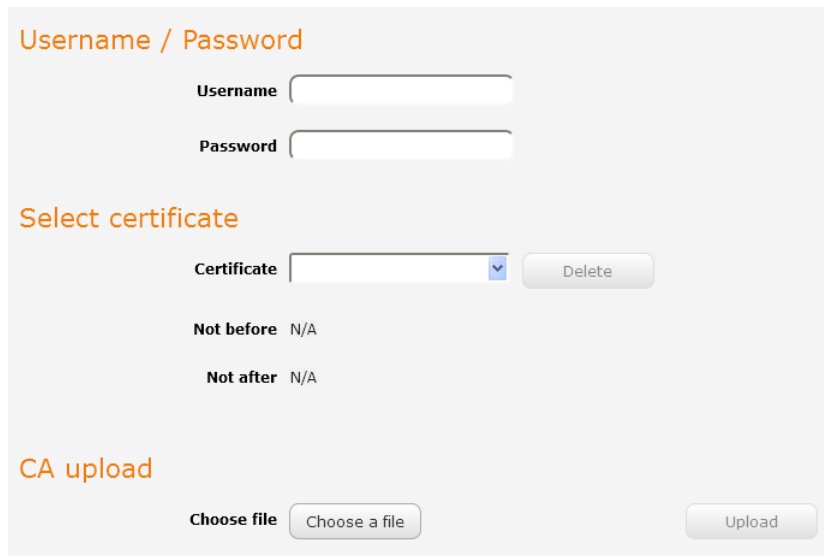 Username / Password
Username
Password
Select certificate
Certificate Delete
Not before N/A
Not after N/A
CA upload
Choose file Choose a file Upload